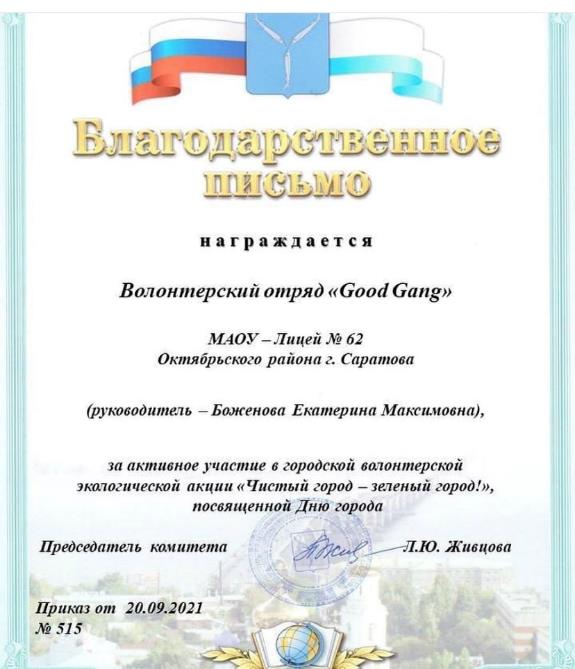 Благодарственное
письмо
награждается
Волонтерский отряд «Good Gang»
МАОУ – Лицей № 62
Октябрьского района г. Саратова
(руководитель – Боженова Екатерина Максимовна),
за активное участие в городской волонтерской
экологической акции «Чистый город – зеленый город!»,
посвященной Дню города
Председатель комитета Л.Ю. Живцова
Приказ от 20.09.2021
№ 515